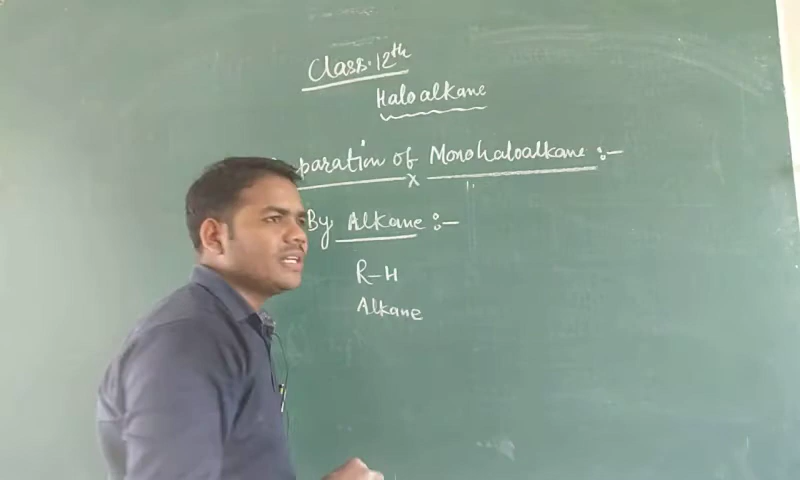 Class. 12th
Haloalkane
paration of Monohaloalkane :-
By Alkane :-
R-H
Alkane